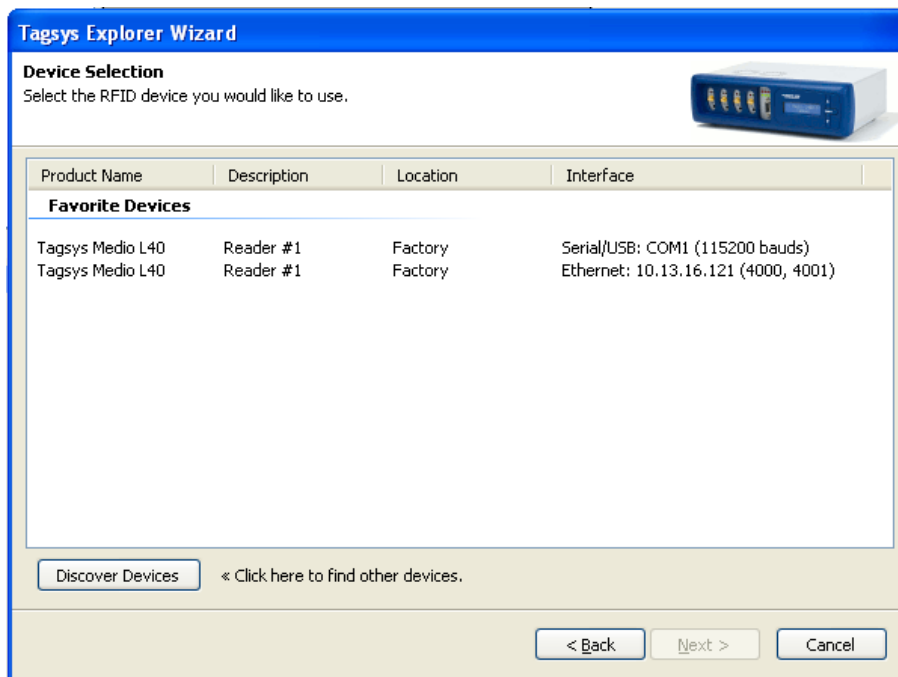 Tagsys Explorer Wizard
Device Selection
Select the RFID device you would like to use.
Product Name Description Location Interface
Favorite Devices
Tagsys Medio L40 Reader #1 Factory Serial/USB: COM1 (115200 bauds)
Tagsys Medio L40 Reader #1 Factory Ethernet: 10.13.16.121 (4000, 4001)
Discover Devices « Click here to find other devices.
< Back Next > Cancel